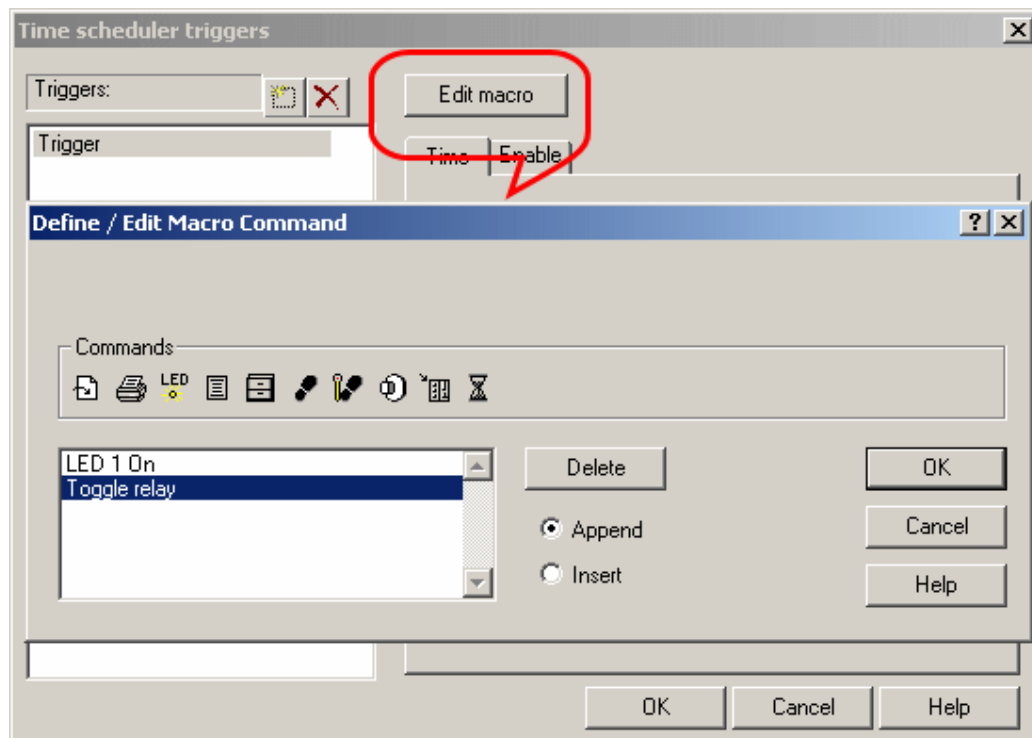 Time scheduler triggers
Triggers:
Edit macro
Trigger
Time Enable
Define / Edit Macro Command
?
Commands
LED
LED 1 On
Toggle relay
Delete
Append
Insert
OK
Cancel
Help
OK Cancel Help